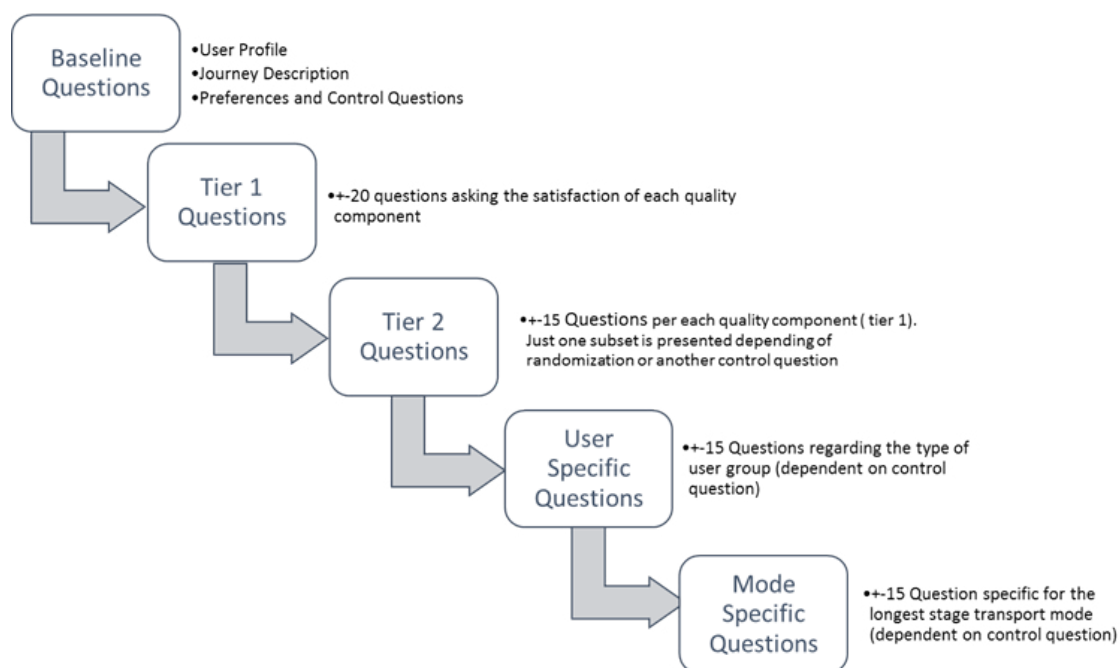 Baseline
Questions
•User Profile
•Journey Description
•Preferences and Control Questions
Tier 1
Questions
•+-20 questions asking the satisfaction of each quality
component
Tier 2
Questions
•+-15 Questions per each quality component ( tier 1).
Just one subset is presented depending of
randomization or another control question
User
Specific
Questions
•+-15 Questions regarding the type of
user group (dependent on control
question)
Mode
Specific
Questions
•+-15 Question specific for the
longest stage transport mode
(dependent on control question)